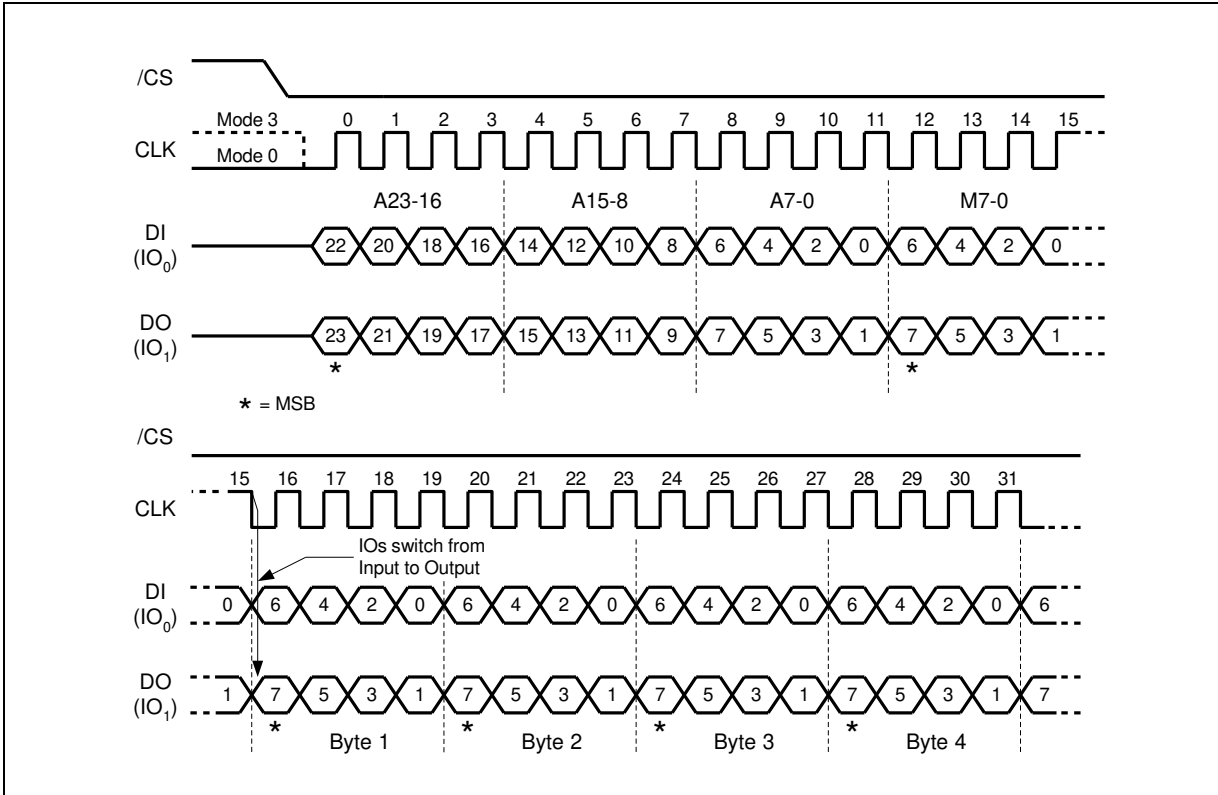 /CS
Mode 3 0 1 2 3 4 5 6 7 8 9 10 11 12 13 14 15
CLK
Mode 0
A23-16 A15-8 A7-0 M7-0
DI
(IO0) 22 20 18 16 14 12 10 8 6 4 2 0 6 4 2 0
DO
(IO1) 23 21 19 17 15 13 11 9 7 5 3 1 7 5 3 1
* *
* = MSB
/CS
15 16 17 18 19 20 21 22 23 24 25 26 27 28 29 30 31
CLK
IOs switch from
Input to Output
DI
(IO0) 0 6 4 2 0 6 4 2 0 6 4 2 0 6 4 2 0 6
DO
(IO1) 1 7 5 3 1 7 5 3 1 7 5 3 1 7 5 3 1 7
* * * *
Byte 1 Byte 2 Byte 3 Byte 4